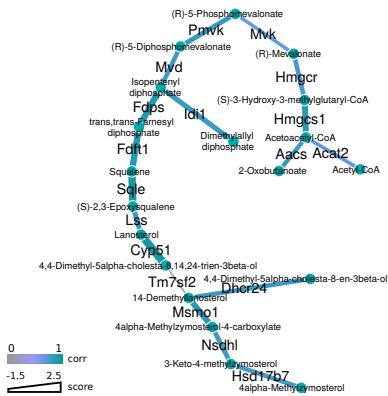 (R)-5-Phosphomevalonate
Pmvk
Mvk
(R)-5-Diphosphomevalonate
(R)-Mevalonate
Mvd
Hmgcr
Isopentenyl
diphosphate
(S)-3-Hydroxy-3-methylglutaryl-CoA
Fdps
Idi1
Hmgcs1
trans,trans-Farnesyl
diphosphate
Dimethylallyl
diphosphate
Acetoacetyl-CoA
Fdft1
Aacs
Acat2
Squalene
2-Oxobutanoate
Acetyl-CoA
Sqle
(S)-2,3-Epoxysqualene
Lss
Lanosterol
Cyp51
4,4-Dimethyl-5alpha-cholesta-8,14,24-trien-3beta-ol
Tm7sf2
4,4-Dimethyl-5alpha-cholesta-8-en-3beta-ol
Dhcr24
14-Demethyllanosterol
Msmo1
4alpha-Methylzymosterol-4-carboxylate
Nsdhl
3-Keto-4-methylzymosterol
Hsd17b7
4alpha-Methylzymosterol
0 1
corr
-1.5 2.5
score